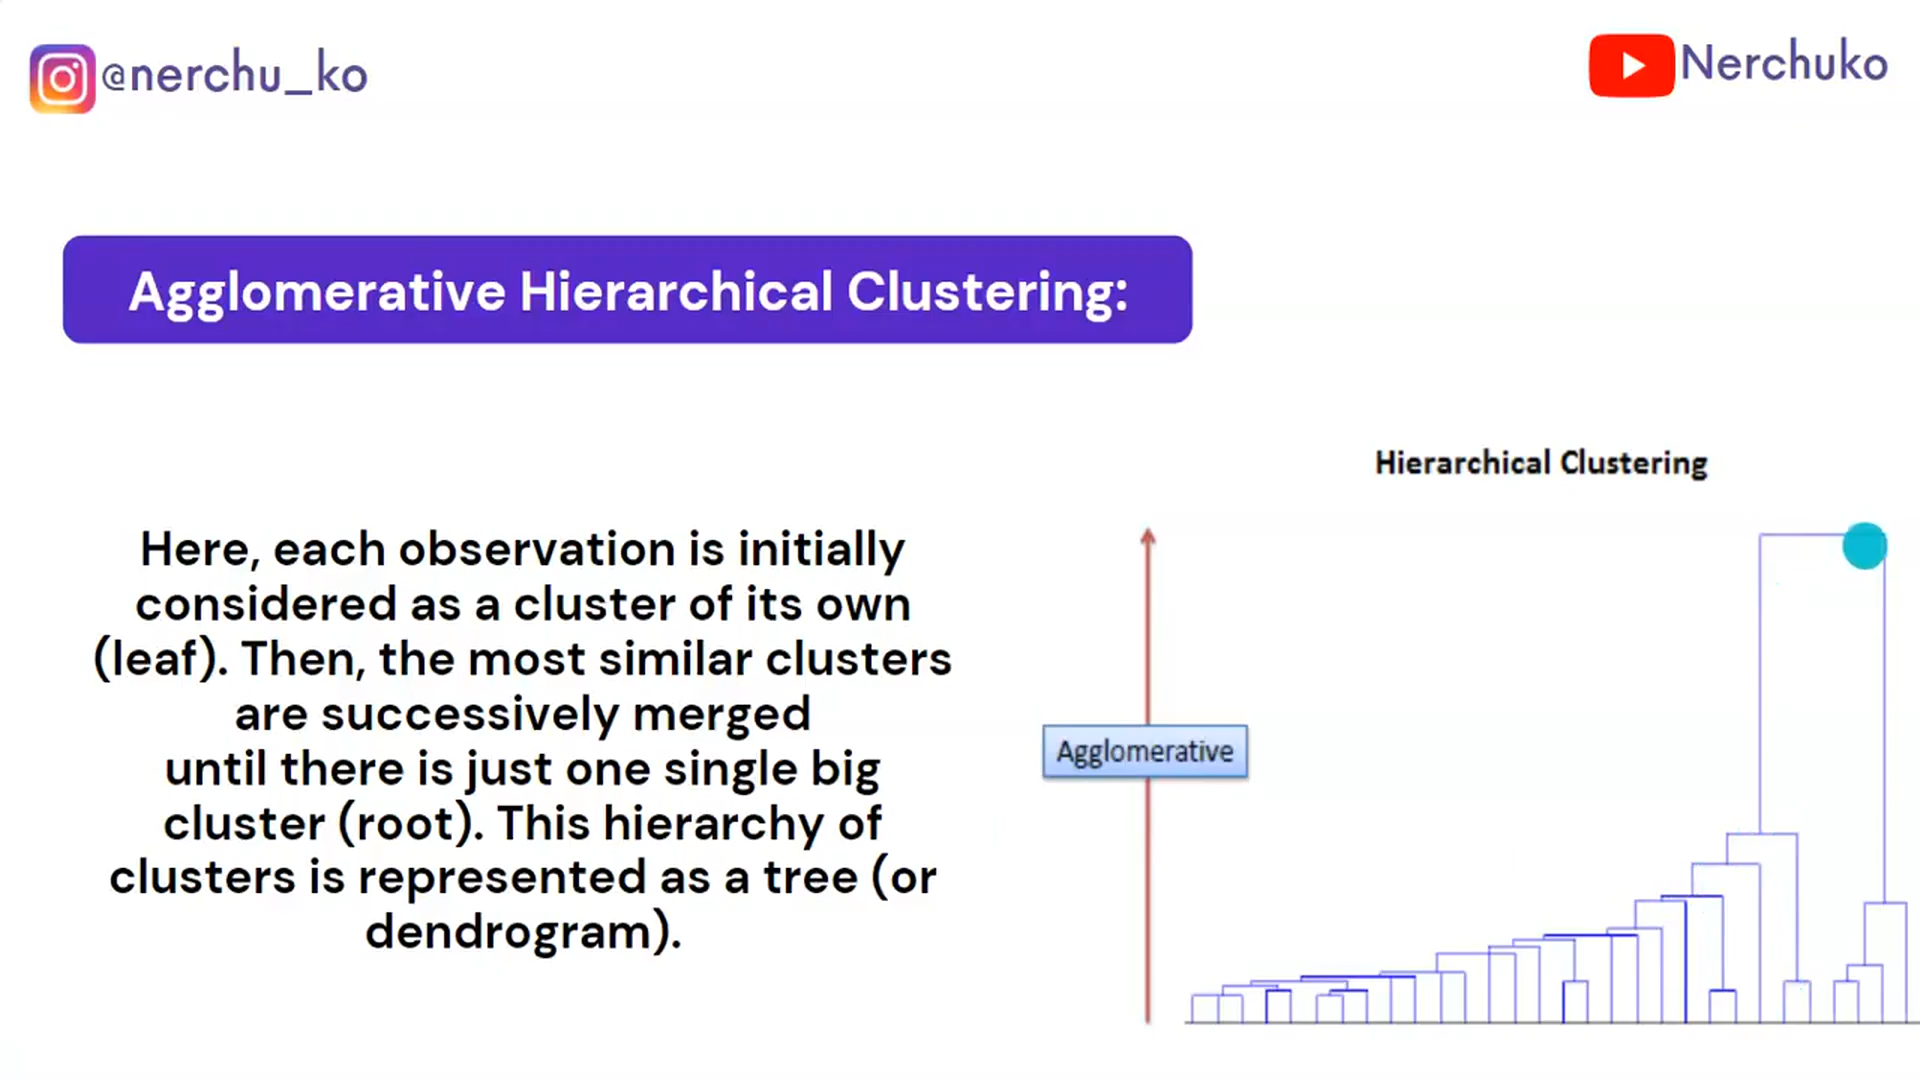 @nerchu_ko
Nerchuko
Agglomerative Hierarchical Clustering:
Here, each observation is initially
considered as a cluster of its own
(leaf). Then, the most similar clusters
are successively merged
until there is just one single big
cluster (root). This hierarchy of
clusters is represented as a tree (or
dendrogram).
Hierarchical Clustering
Agglomerative